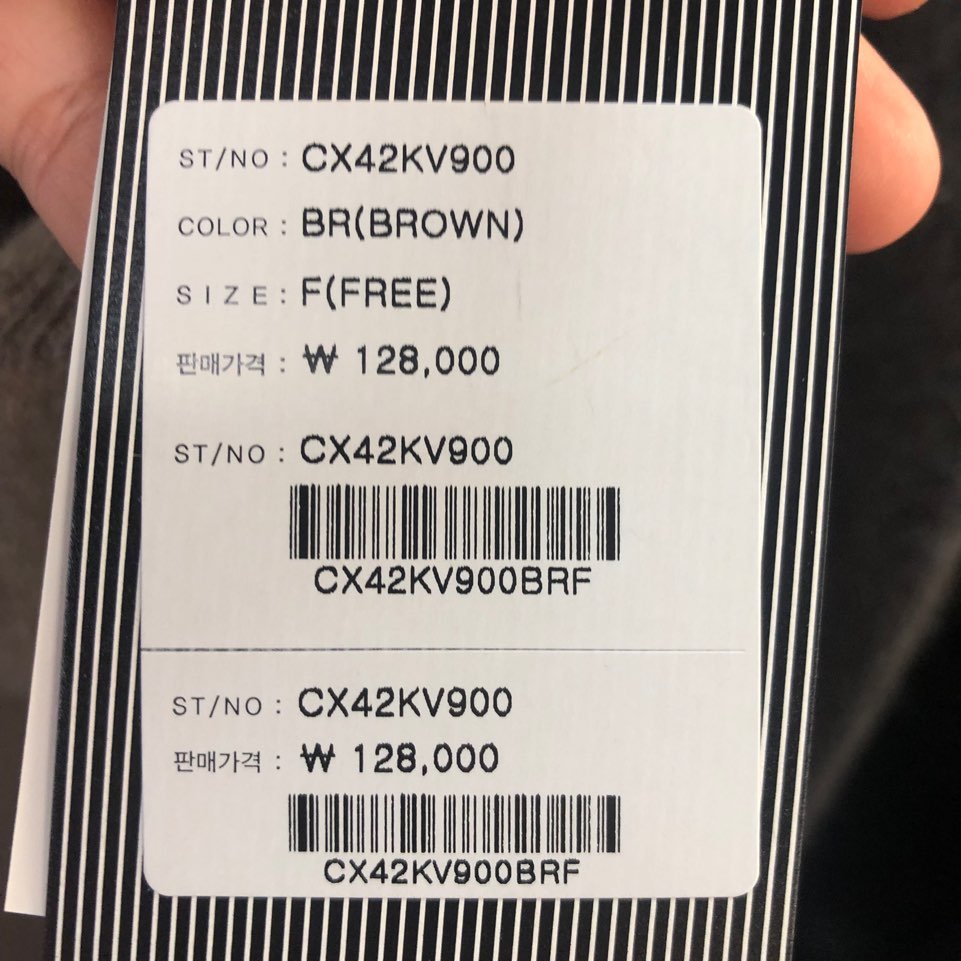 ST/NO : CX42KV900
COLOR : BR(BROWN)
SIZE : F(FREE)
판매가격 : ₩ 128,000
ST/NO : CX42KV900
CX42KV900BRF
ST/NO : CX42KV900
판매가격 : ₩ 128,000
CX42KV900BRF